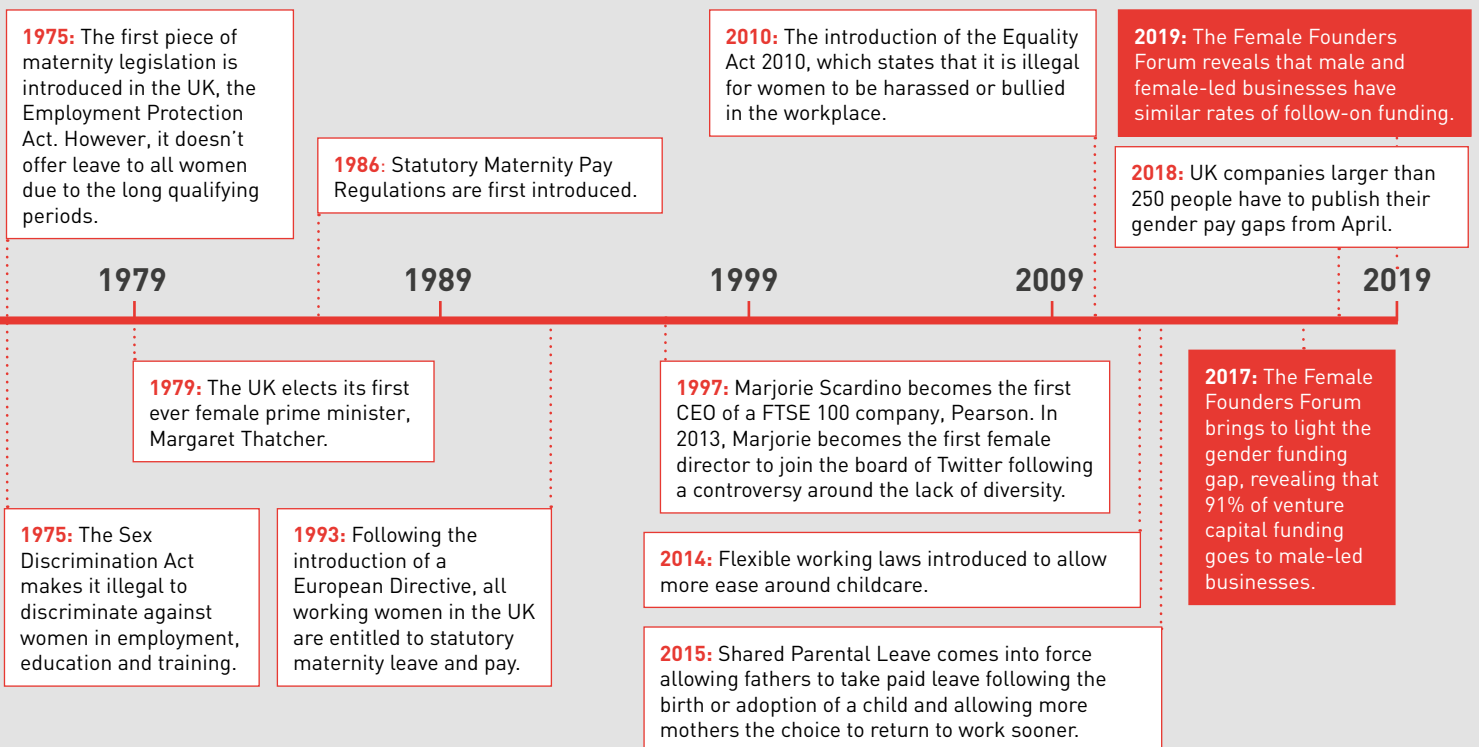 1975: The first piece of
maternity legislation is
introduced in the UK, the
Employment Protection
Act. However, it doesn't
offer leave to all women
due to the long qualifying
periods.
1986: Statutory Maternity Pay
Regulations are first introduced.
2010: The introduction of the Equality
Act 2010, which states that it is illegal
for women to be harassed or bullied
in the workplace.
2019: The Female Founders
Forum reveals that male and
female-led businesses have
similar rates of follow-on funding.
2018: UK companies larger than
250 people have to publish their
gender pay gaps from April.
1979
1989
1999
2009
2019
1979: The UK elects its first
ever female prime minister,
Margaret Thatcher.
1975: The Sex
Discrimination Act
makes it illegal to
discriminate against
women in employment,
education and training.
1993: Following the
introduction of a
European Directive, all
working women in the UK
are entitled to statutory
maternity leave and pay.
1997: Marjorie Scardino becomes the first
CEO of a FTSE 100 company, Pearson. In
2013, Marjorie becomes the first female
director to join the board of Twitter following
a controversy around the lack of diversity.
2014: Flexible working laws introduced to allow
more ease around childcare.
2015: Shared Parental Leave comes into force
allowing fathers to take paid leave following the
birth or adoption of a child and allowing more
mothers the choice to return to work sooner.
2017: The Female
Founders Forum
brings to light the
gender funding
gap, revealing that
91% of venture
capital funding
goes to male-led
businesses.